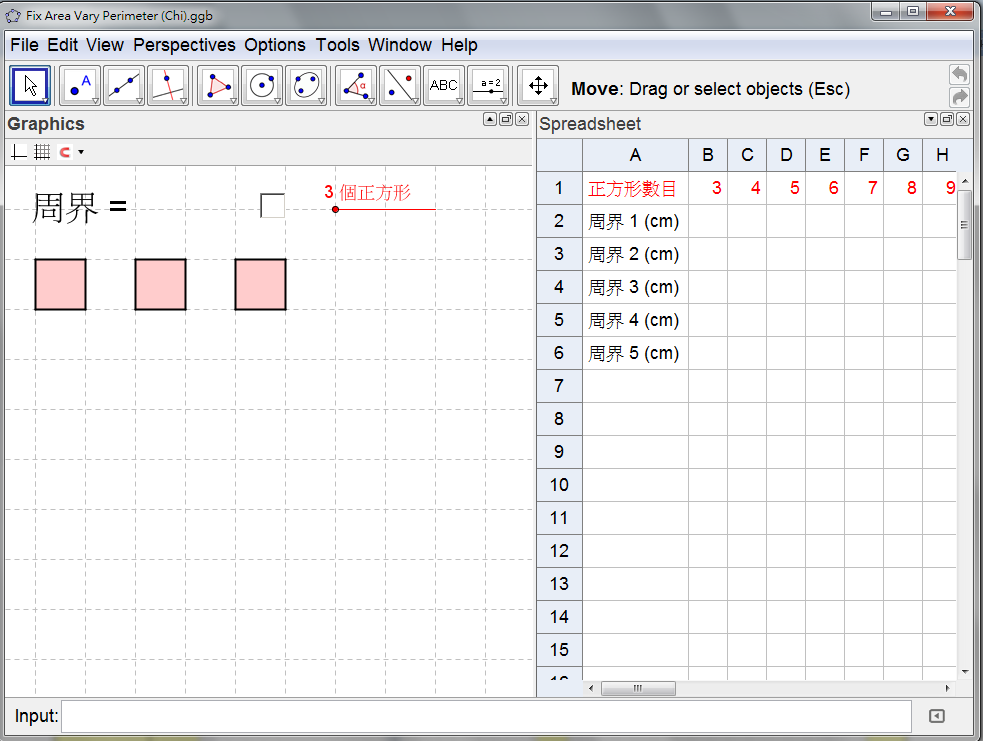 Fix Area Vary Perimeter (Chi).ggb
File Edit View Perspectives Options Tools Window Help
A
α
ABC
a=2
Move: Drag or select objects (Esc)
Graphics
周界 =
3 個正方形
Spreadsheet
A B C D E F G H
1 正方形數目 3 4 5 6 7 8 9
2 周界 1 (cm)
3 周界 2 (cm)
4 周界 3 (cm)
5 周界 4 (cm)
6 周界 5 (cm)
7
8
9
10
11
12
13
14
15
16
Input: